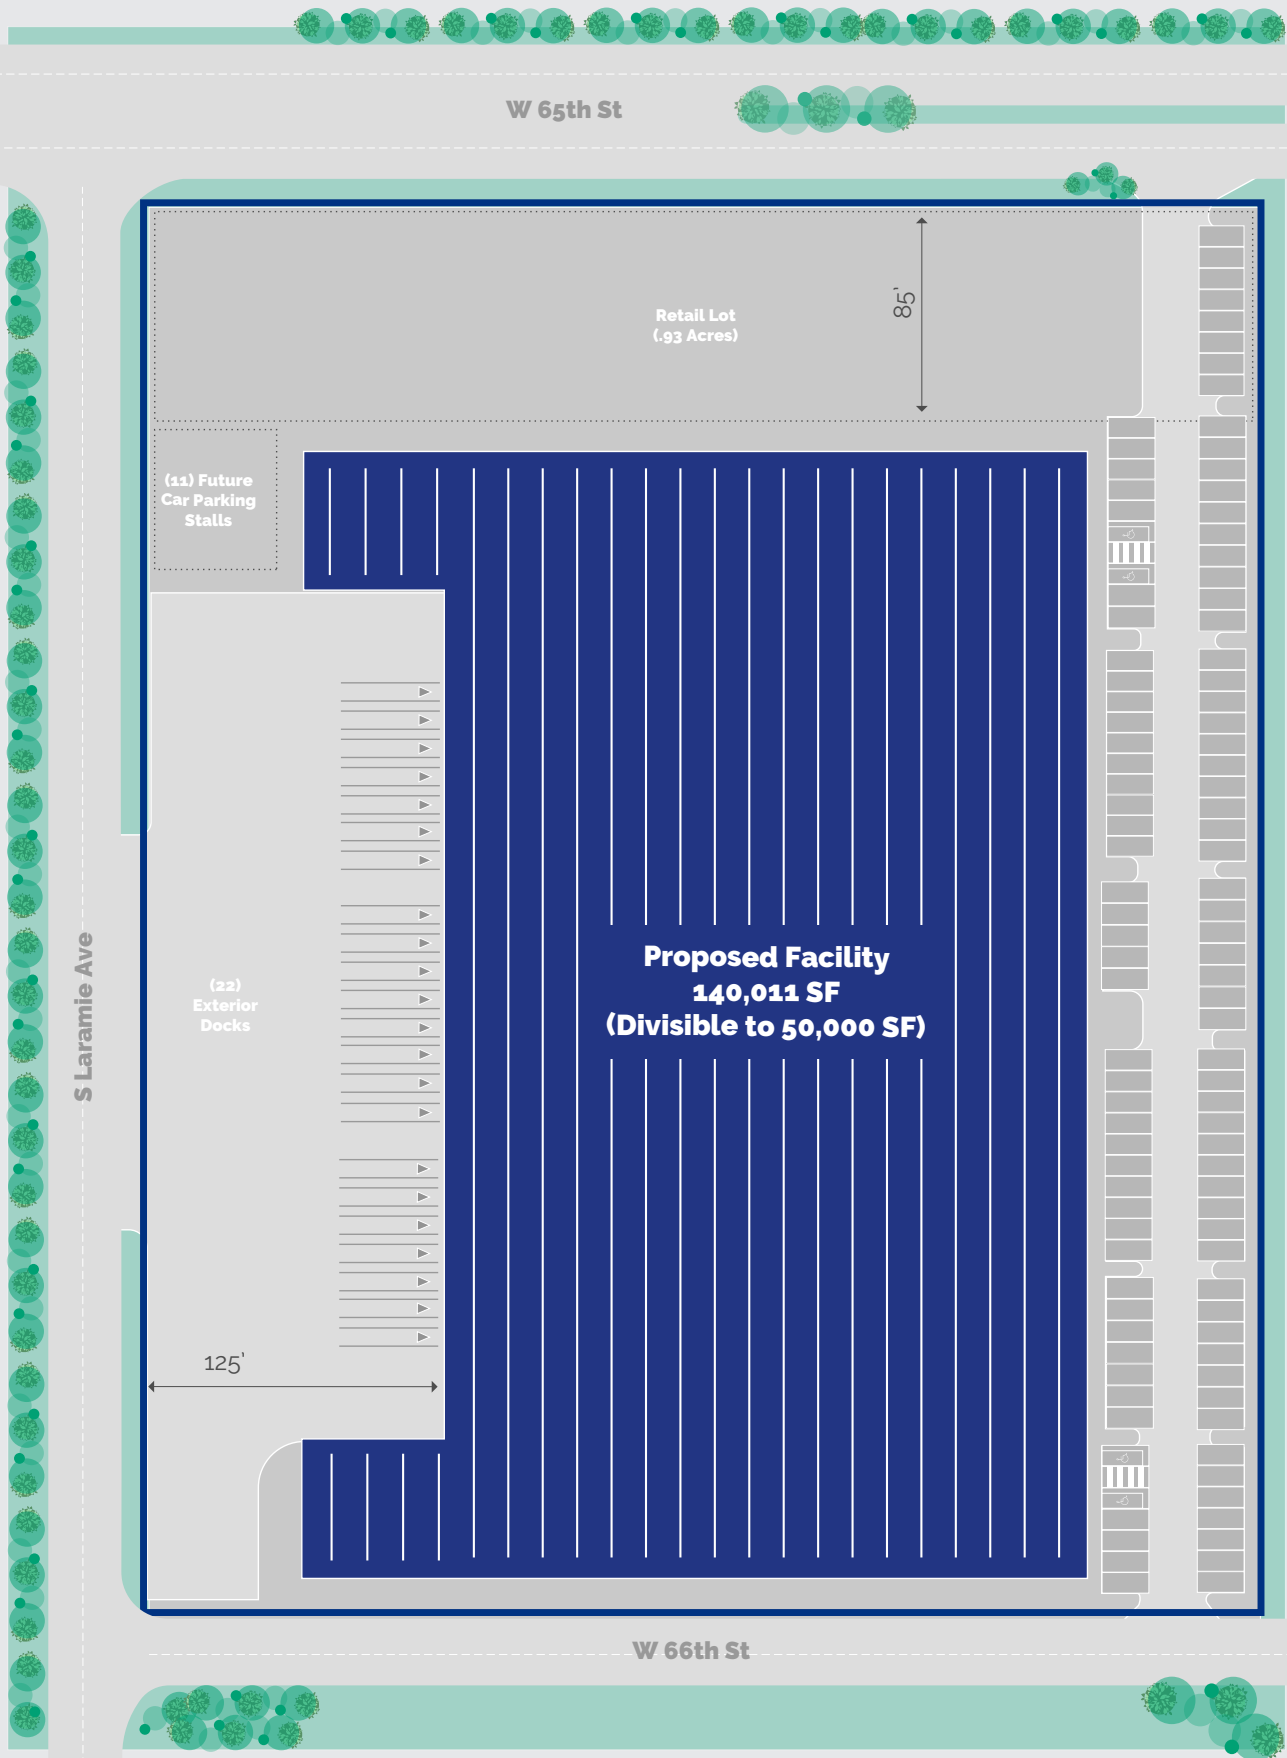 W 65th St
85'
Retail Lot
(.93 Acres)
(11) Future
Car Parking
Stalls
S Laramie Ave
(22)
Exterior
Docks
Proposed Facility
140,011 SF
(Divisible to 50,000 SF)
125'
W 66th St